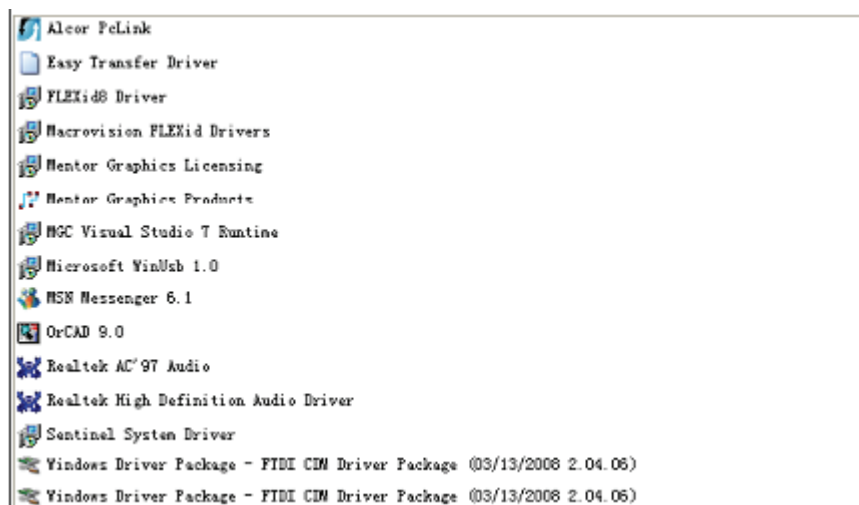 Alcor PcLink
Easy Transfer Driver
FLEXid8 Driver
Macrovision FLEXid Drivers
Mentor Graphics Licensing
Mentor Graphics Products
MGC Visual Studio 7 Runtime
Microsoft WinUsb 1.0
MSN Messenger 6.1
OrCAD 9.0
Realtek AC'97 Audio
Realtek High Definition Audio Driver
Sentinel System Driver
Windows Driver Package - FTDI CDM Driver Package (03/13/2008 2.04.06)
Windows Driver Package - FTDI CDM Driver Package (03/13/2008 2.04.06)